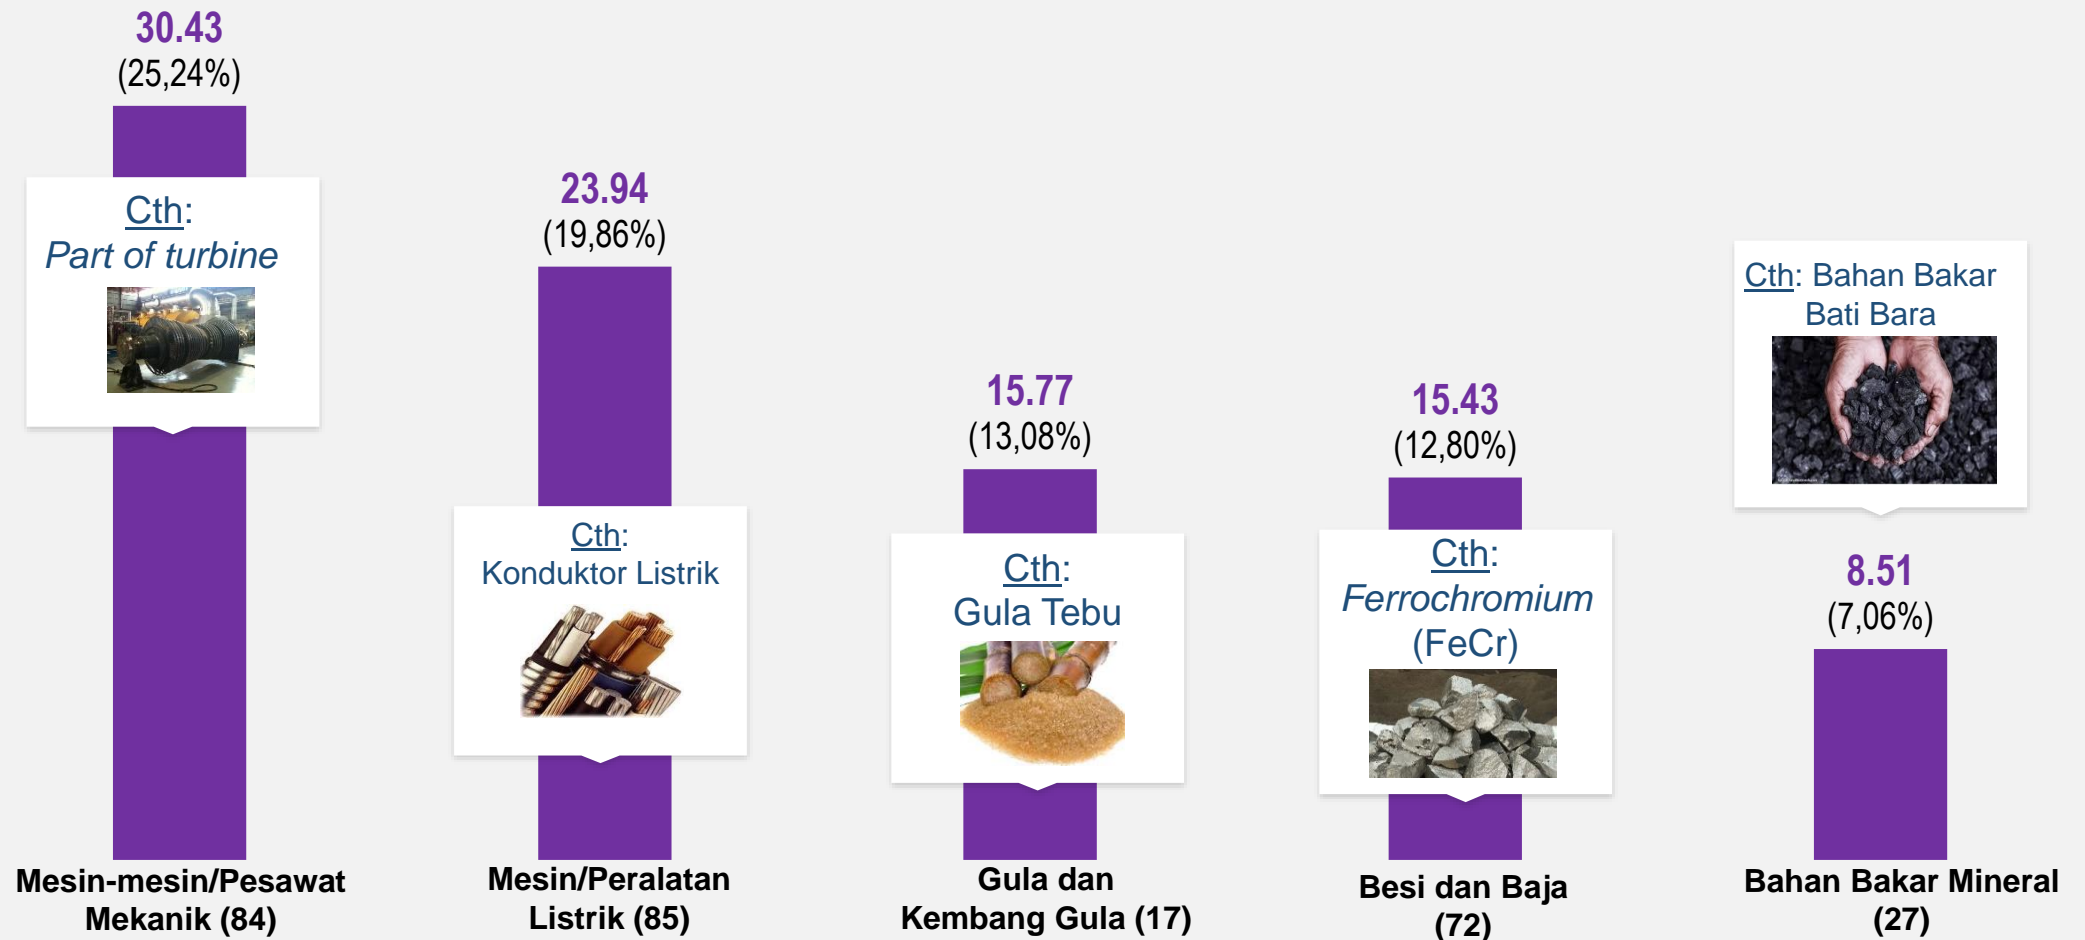 30.43
(25,24%)
Cth:
Part of turbine
Mesin-mesin/Pesawat
Mekanik (84)
23.94
(19,86%)
Cth:
Konduktor Listrik
Mesin/Peralatan
Listrik (85)
15.77
(13,08%)
Cth:
Gula Tebu
Gula dan
Kembang Gula (17)
15.43
(12,80%)
Cth:
Ferrochromium
(FeCr)
Besi dan Baja
(72)
Cth: Bahan Bakar
Bati Bara
8.51
(7,06%)
Bahan Bakar Mineral
(27)